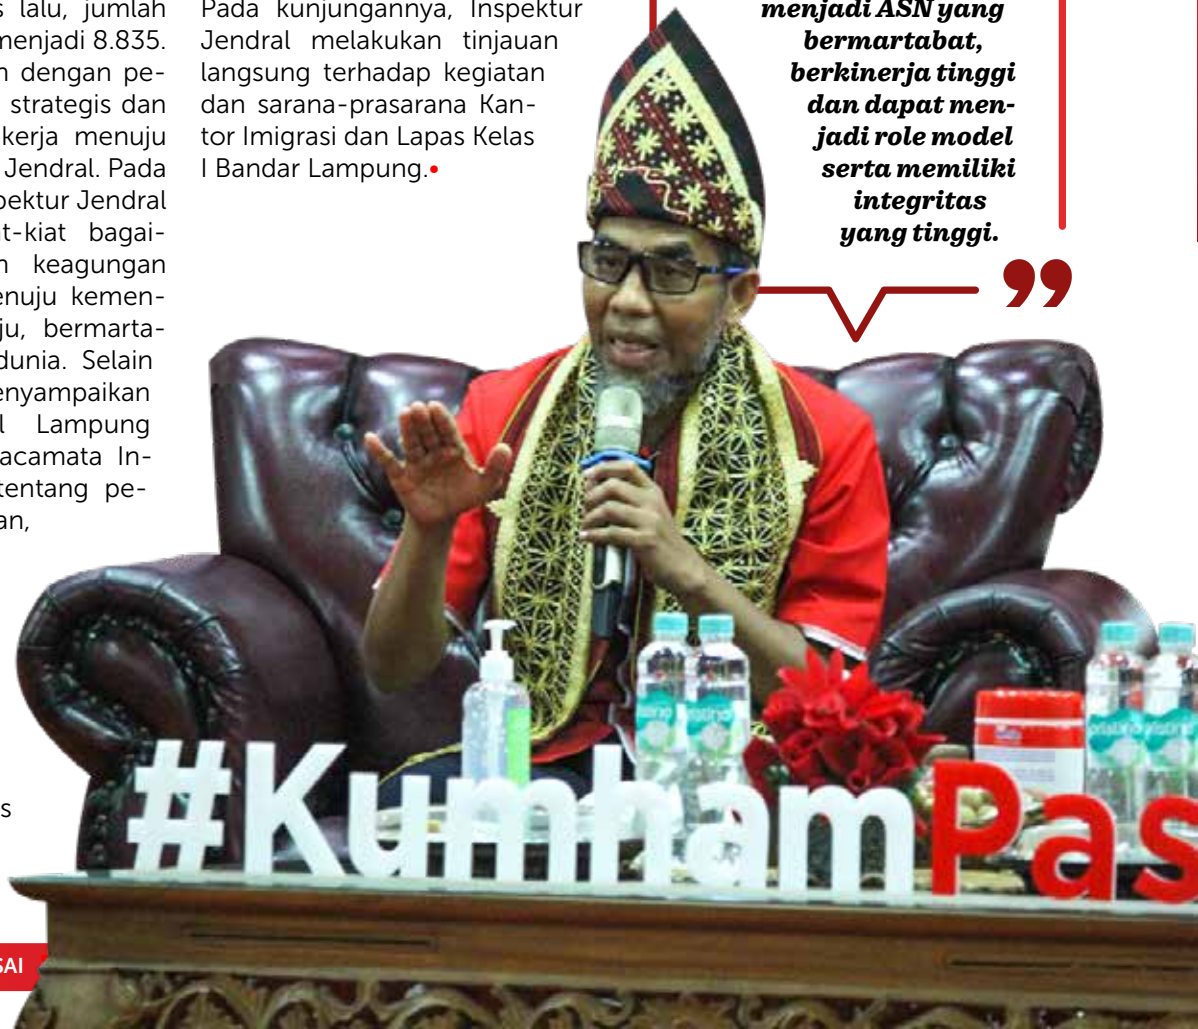 s lalu, jumlah
menjadi 8.835.
n dengan pe-
strategis dan
kerja menuju
Jendral. Pada
pektur Jendral
t-kiat bagai-
n keagungan
enuju kemen-
ju, bermarta-
dunia. Selain
enyampaikan
l Lampung
acamata In-
tentang pe-
an,
s
Pada kunjungannya, Inspektur
Jendral melakukan tinjauan
langsung terhadap kegiatan
dan sarana-prasarana Kan-
tor Imigrasi dan Lapas Kelas
I Bandar Lampung.•
menjadi ASN yang
bermartabat,
berkinerja tinggi
dan dapat men-
jadi role model
serta memiliki
integritas
yang tinggi.
”
#KumhamPas
SAI